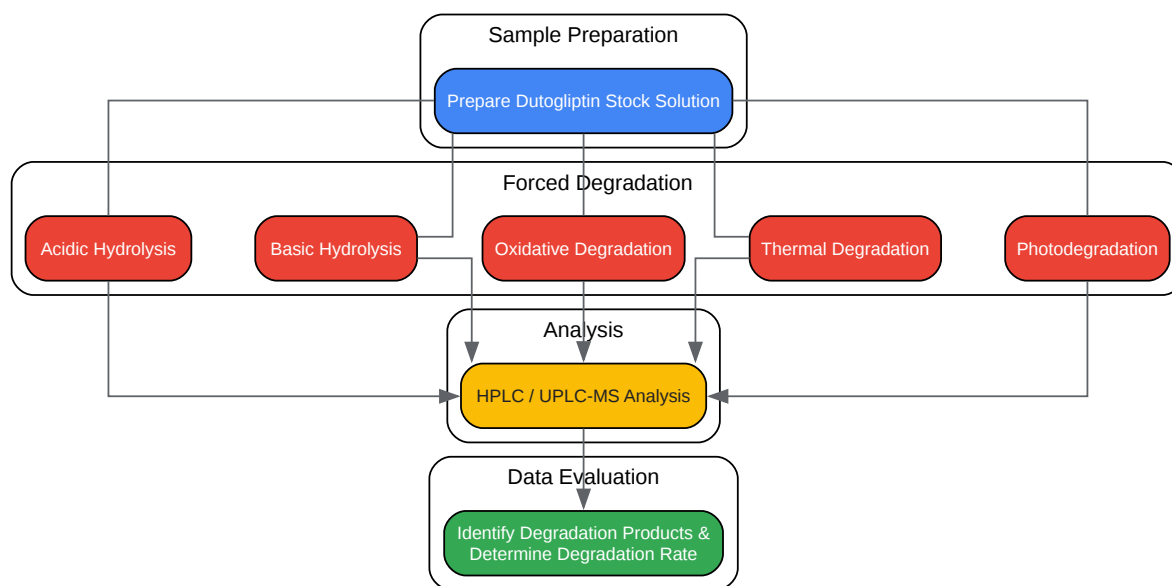 Sample Preparation
Prepare Dutogliptin Stock Solution
Forced Degradation
Acidic Hydrolysis
Basic Hydrolysis
Oxidative Degradation
Thermal Degradation
Photodegradation
Analysis
HPLC / UPLC-MS Analysis
Data Evaluation
Identify Degradation Products &
Determine Degradation Rate